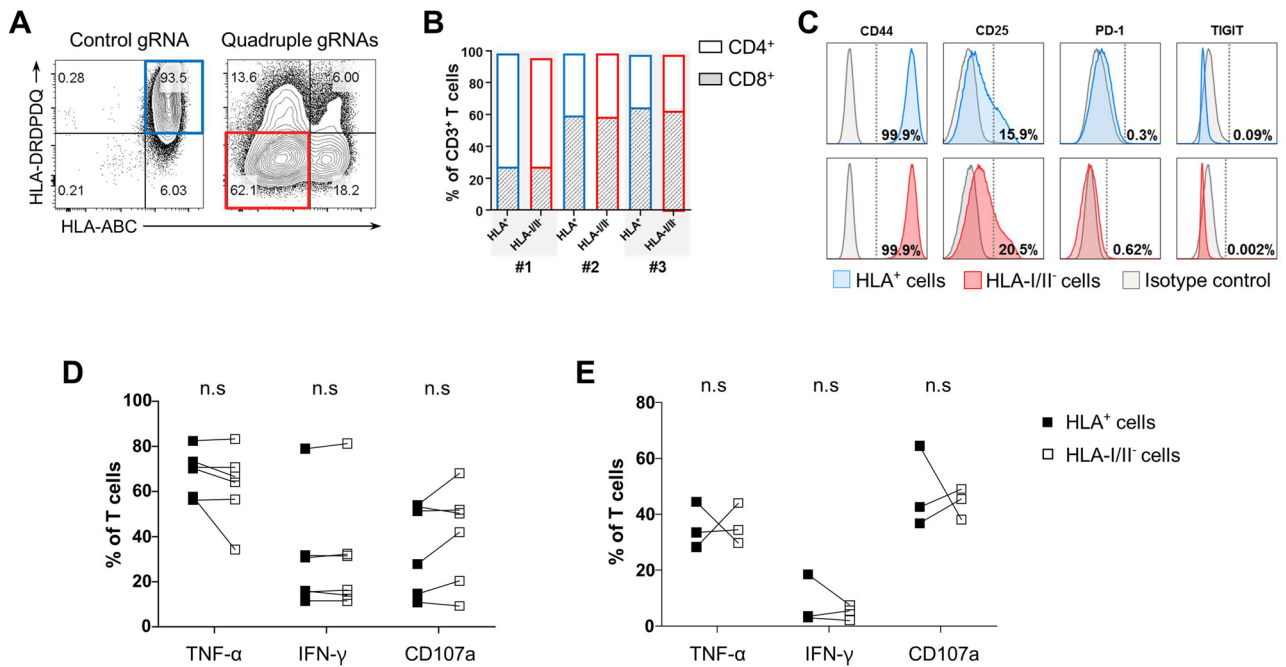 A
Control gRNA
Quadruple gRNAs
0.28
93.5
0.21
6.03
13.6
6.00
62.1
18.2
HLA-DRDPDQ
HLA-ABC
B
% of CD3⁺ T cells
100
80
60
40
20
0
HLA⁺
HLA-I/II⁻
HLA⁺
HLA-I/II⁻
HLA⁺
HLA-I/II⁻
#1
#2
#3
CD4⁺
CD8⁺
C
CD44
CD25
PD-1
TIGIT
99.9%
15.9%
0.3%
0.09%
99.9%
20.5%
0.62%
0.002%
HLA⁺ cells
HLA-I/II⁻ cells
Isotype control
D
n.s
n.s
n.s
% of T cells
100
80
60
40
20
0
TNF-α
IFN-γ
CD107a
E
n.s
n.s
n.s
% of T cells
80
60
40
20
0
TNF-α
IFN-γ
CD107a
HLA⁺ cells
HLA-I/II⁻ cells